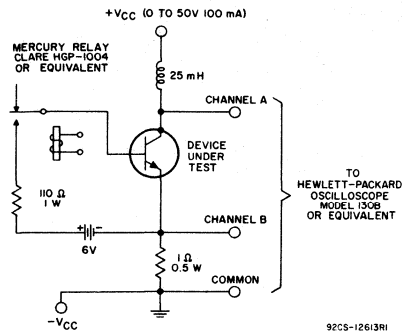 +VCC (0 TO 50V 100 mA)
MERCURY RELAY
CLARE HGP-1004
OR EQUIVALENT
25 mH
CHANNEL A
DEVICE
UNDER
TEST
TO
HEWLETT-PACKARD
OSCILLOSCOPE
MODEL 130B
OR EQUIVALENT
110 Ω
1 W
+ -
6V
CHANNEL B
1 Ω
0.5 W
COMMON
-VCC
92CS-12613R1